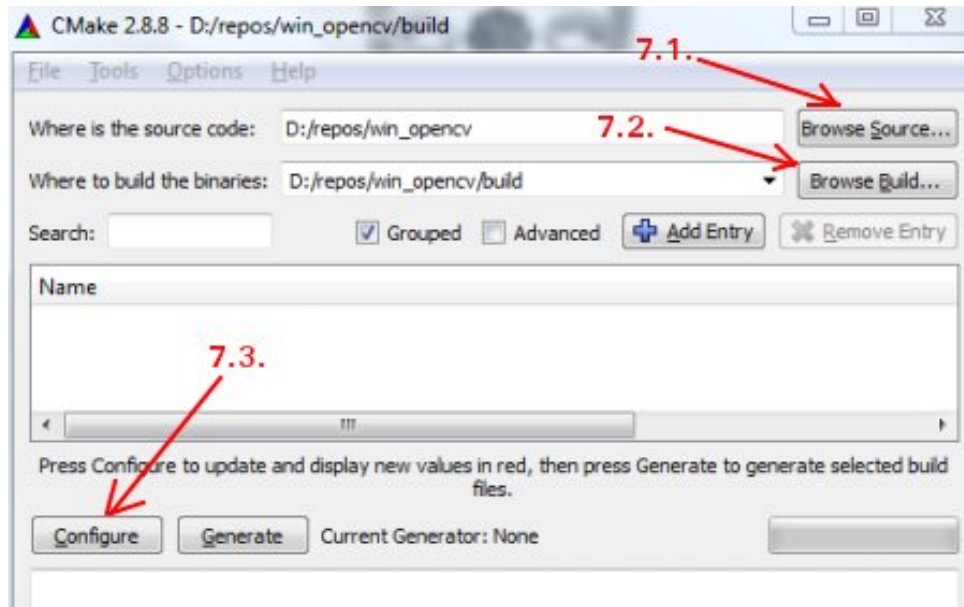 CMake 2.8.8 - D:/repos/win_opencv/build
7.1.
File Tools Options Help
Where is the source code: D:/repos/win_opencv 7.2. Browse Source...
Where to build the binaries: D:/repos/win_opencv/build Browse Build...
Search: Grouped Advanced Add Entry Remove Entry
Name
7.3.
Press Configure to update and display new values in red, then press Generate to generate selected build
files.
Configure Generate Current Generator: None